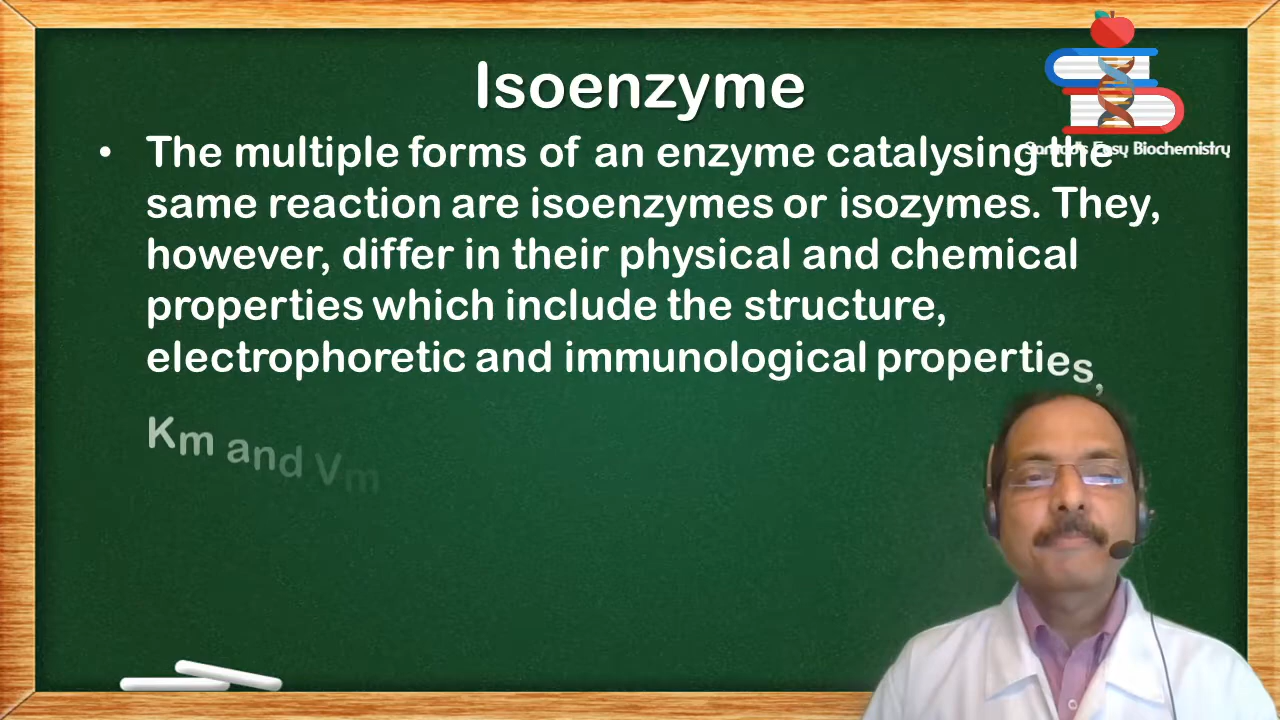 Isoenzyme
• The multiple forms of an enzyme catalysing the
same reaction are isoenzymes or isozymes. They,
however, differ in their physical and chemical
properties which include the structure,
electrophoretic and immunological properties,
Km and Vm
Easy Biochemistry